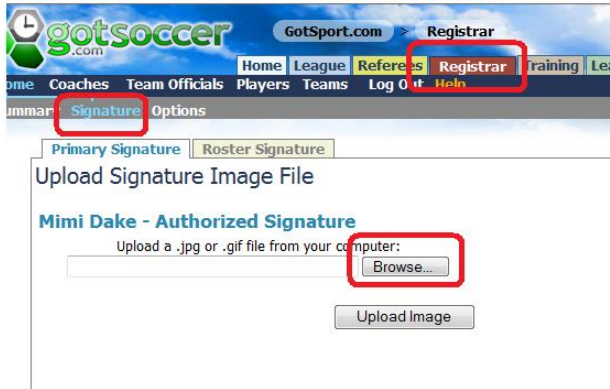 gotsoccer
.com
GotSport.com > Registrar
Home League Referees Registrar Training
Coaches Team Officials Players Teams Log Out Help
Signature Options
Primary Signature Roster Signature
Upload Signature Image File
Mimi Dake - Authorized Signature
Upload a .jpg or .gif file from your computer:
Browse...
Upload Image